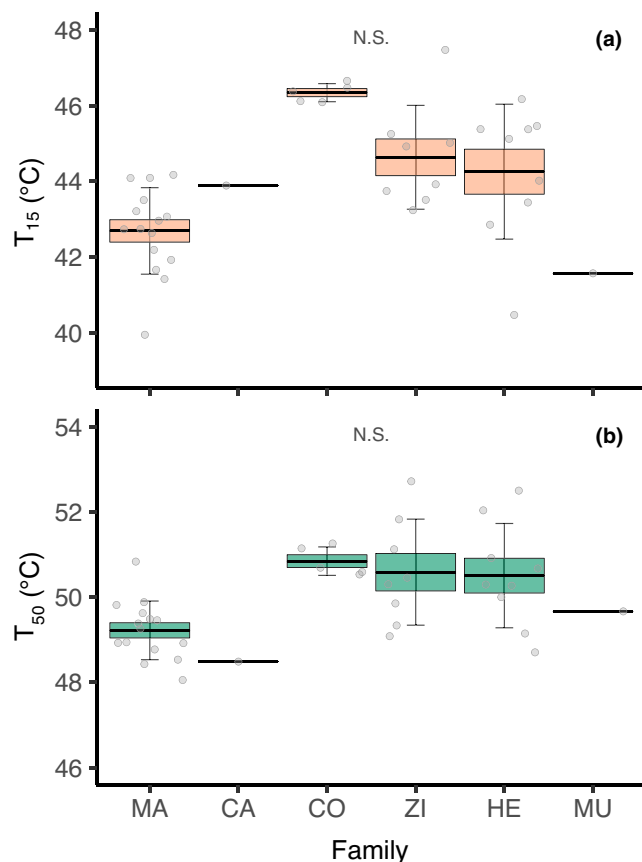 48
N.S.
(a)
46
44
42
40
T15 (°C)
54
N.S.
(b)
52
50
48
46
T50 (°C)
MA CA CO ZI HE MU
Family